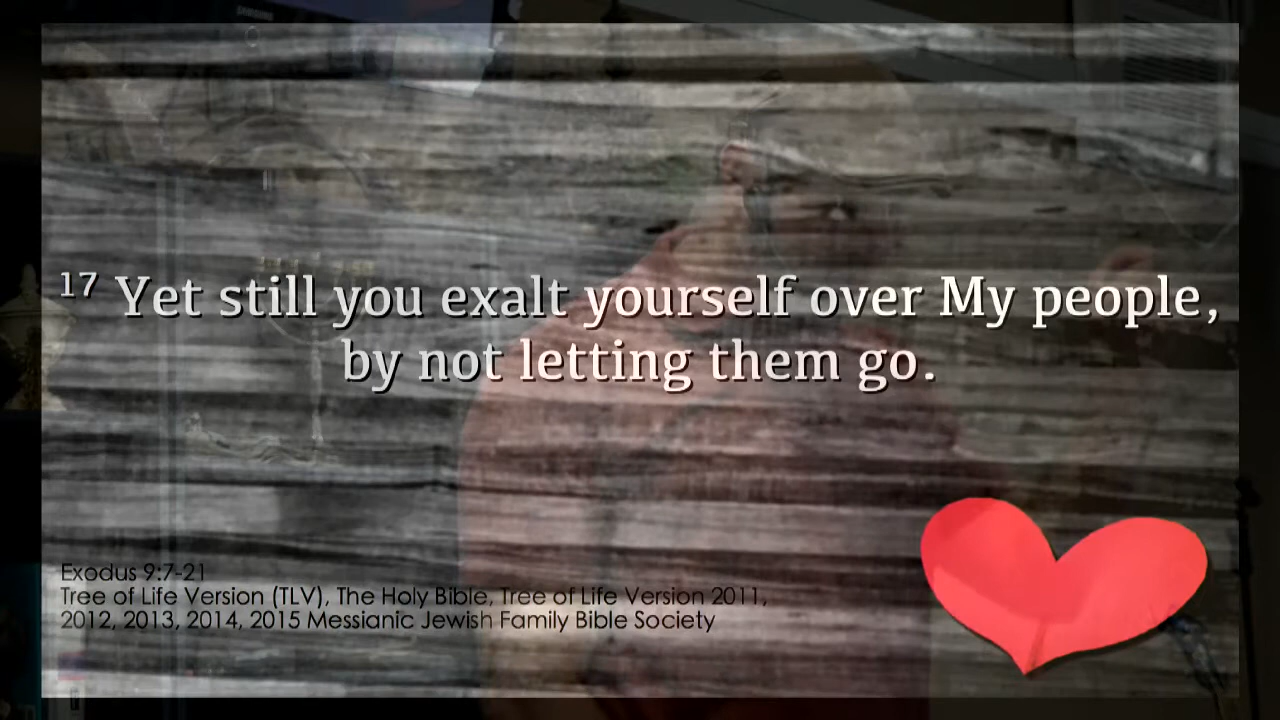 SAMSUNG
17 Yet still you exalt yourself over My people,
by not letting them go.
Exodus 9:7-21
Tree of Life Version (TLV), The Holy Bible, Tree of Life Version 2011,
2012, 2013, 2014, 2015 Messianic Jewish Family Bible Society